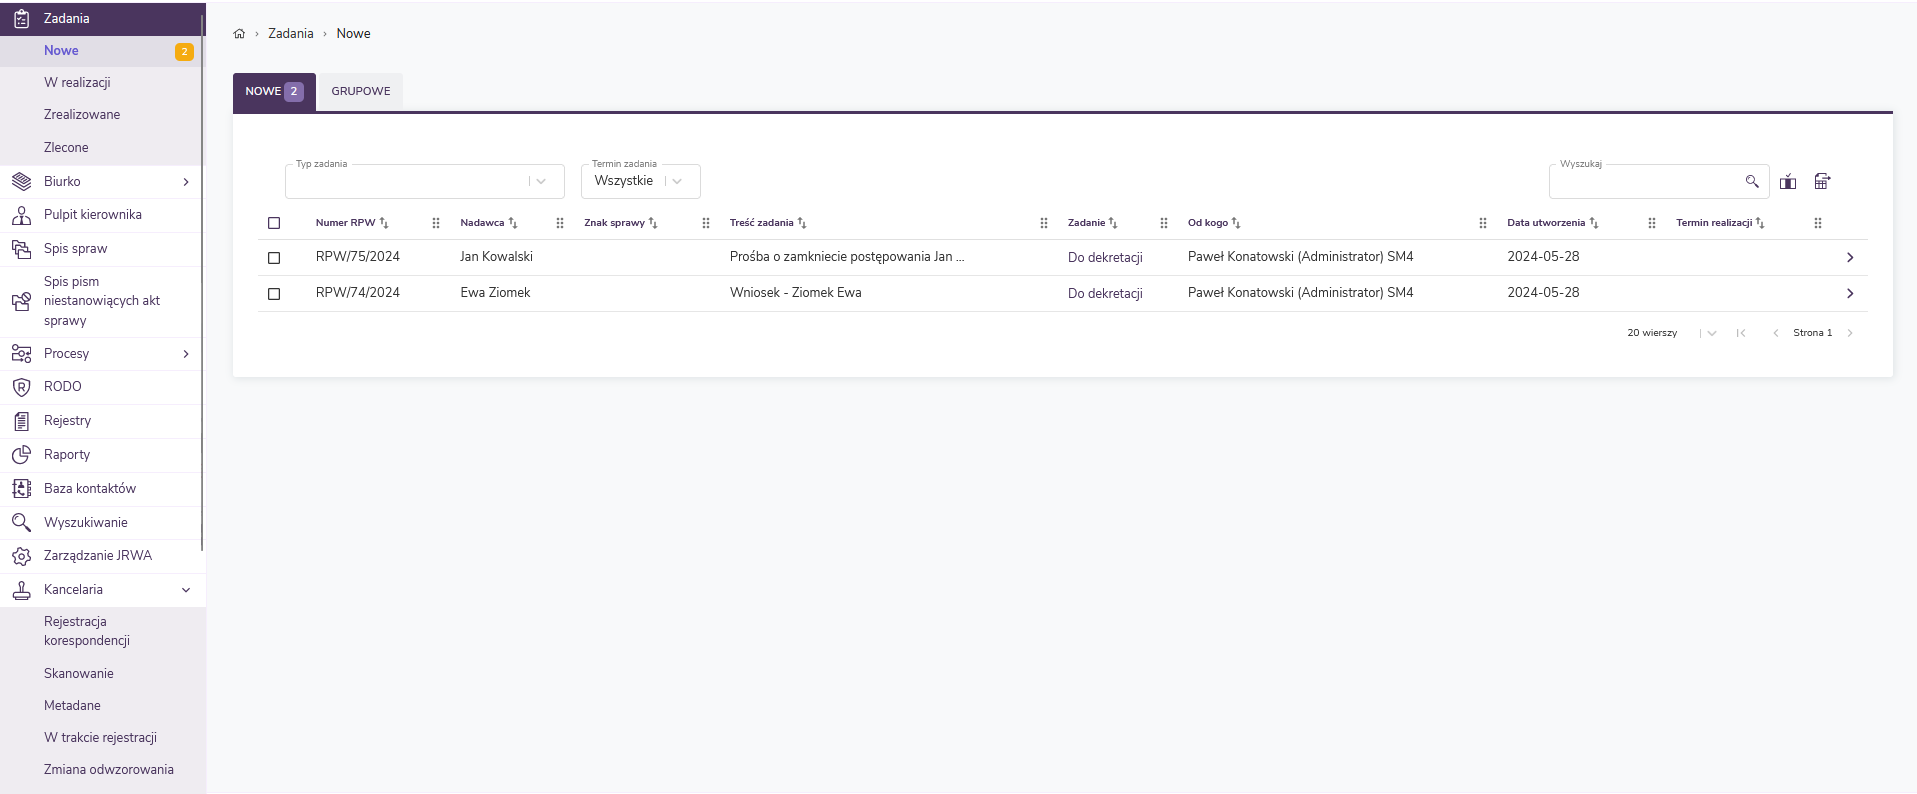 Zadania
Nowe 2
W realizacji
Zrealizowane
Zlecone
Biurko
Pulpit kierownika
Spis spraw
Spis pism
niestanowiących akt
sprawy
Procesy
RODO
Rejestry
Raporty
Baza kontaktów
Wyszukiwanie
Zarządzanie JRWA
Kancelaria
Rejestracja
korespondencji
Skanowanie
Metadane
W trakcie rejestracji
Zmiana odwzorowania
Zadania › Nowe
NOWE 2 GRUPOWE
Typ zadania Termin zadania Wyszukaj
Wszystkie
Numer RPW Nadawca Znak sprawy Treść zadania Zadanie Od kogo Data utworzenia Termin realizacji
RPW/75/2024 Jan Kowalski Prośba o zamkniecie postępowania Jan ... Do dekretacji Paweł Konatowski (Administrator) SM4 2024-05-28
RPW/74/2024 Ewa Ziomek Wniosek - Ziomek Ewa Do dekretacji Paweł Konatowski (Administrator) SM4 2024-05-28
20 wierszy Strona 1